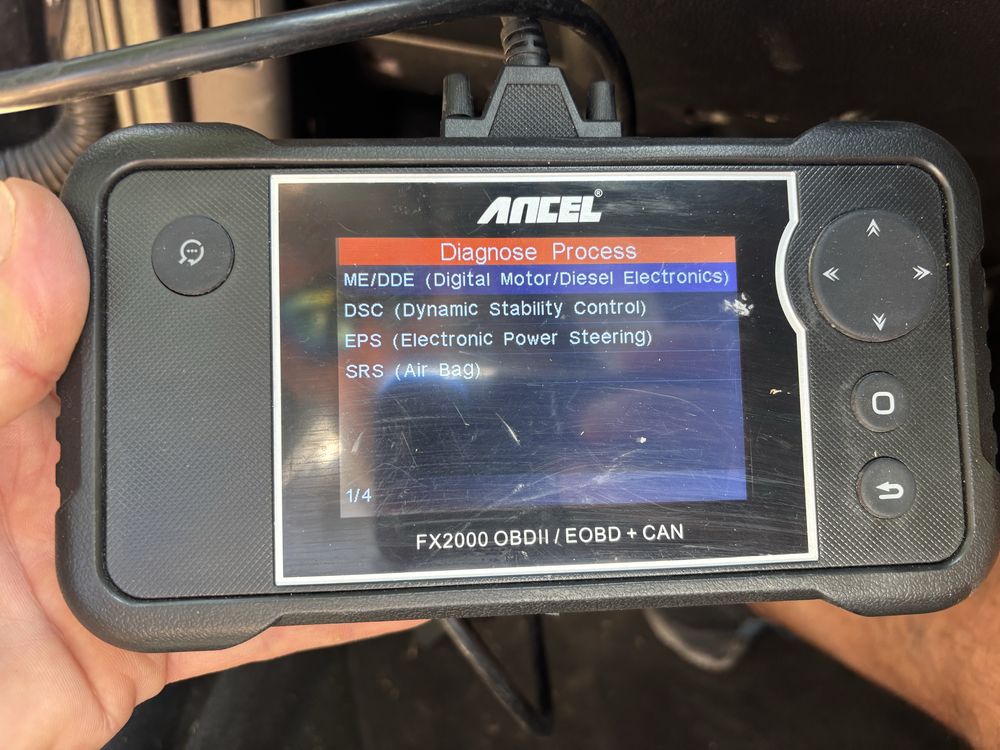 ANCEL®
Diagnose Process
ME/DDE (Digital Motor/Diesel Electronics)
DSC (Dynamic Stability Control)
EPS (Electronic Power Steering)
SRS (Air Bag)
1/4
FX2000 OBDII / EOBD + CAN